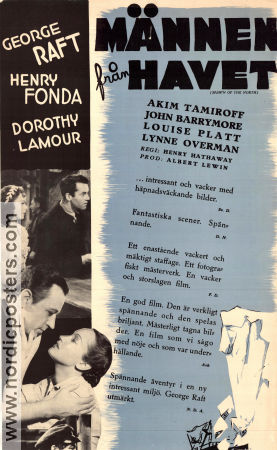 GEORGE
RAFT
HENRY
FONDA
DOROTHY
LAMOUR
MÄNNEN
från HAVET
(SPAWN OF THE NORTH)
AKIM TAMIROFF
JOHN BARRYMORE
LOUISE PLATT
LYNNE OVERMAN
REGI: HENRY HATHAWAY
PROD: ALBERT LEWIN
... intressant och vacker med
häpnadsväckande bilder.
Fantastiska scener. Spän-
nande.
Ett enastående vackert och
mäktigt staffage. Ett fotogra-
fiskt mästerverk. En vacker
och storslagen film.
En god film. Den är verkligt
spännande och den spelas
briljant. Mästerligt tagna bil-
der. En film som vi sågo
med nöje och som var under-
hållande.
Spännande äventyr i en ny
intressant miljö. George Raft
utmärkt.
www.nordicposters.com